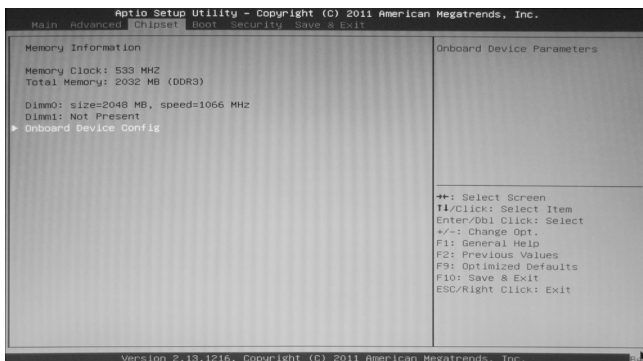 Aptio Setup Utility – Copyright (C) 2011 American Megatrends, Inc.
Main Advanced Chipset Boot Security Save & Exit
Memory Information
Memory Clock: 533 MHZ
Total Memory: 2032 MB (DDR3)
Dimm0: size=2048 MB, speed=1066 MHz
Dimm1: Not Present
► Onboard Device Config
Onboard Device Parameters
→←: Select Screen
↑↓/Click: Select Item
Enter/Dbl Click: Select
+/-: Change Opt.
F1: General Help
F2: Previous Values
F9: Optimized Defaults
F10: Save & Exit
ESC/Right Click: Exit
Version 2.13.1216. Copyright (C) 2011 American Megatrends, Inc.